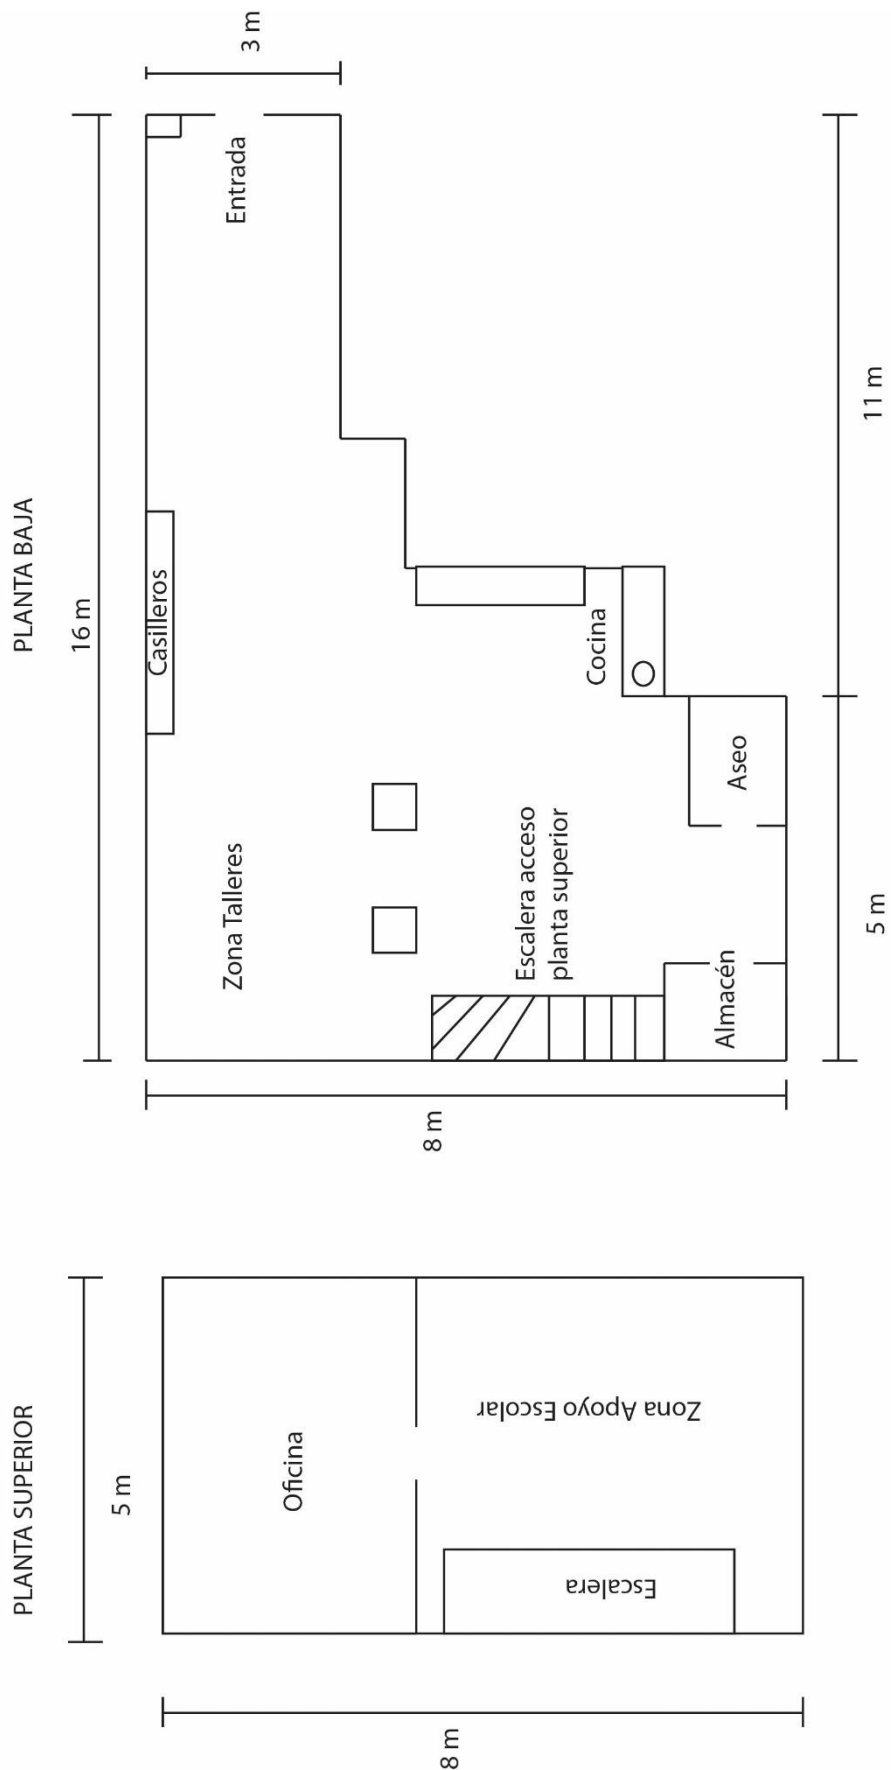 PLANTA SUPERIOR
5 m
8 m
Oficina
Zona Apoyo Escolar
Escalera
PLANTA BAJA
16 m
3 m
Entrada
Casilleros
Zona Talleres
Cocina
Escalera acceso
planta superior
Aseo
Almacén
8 m
5 m
11 m